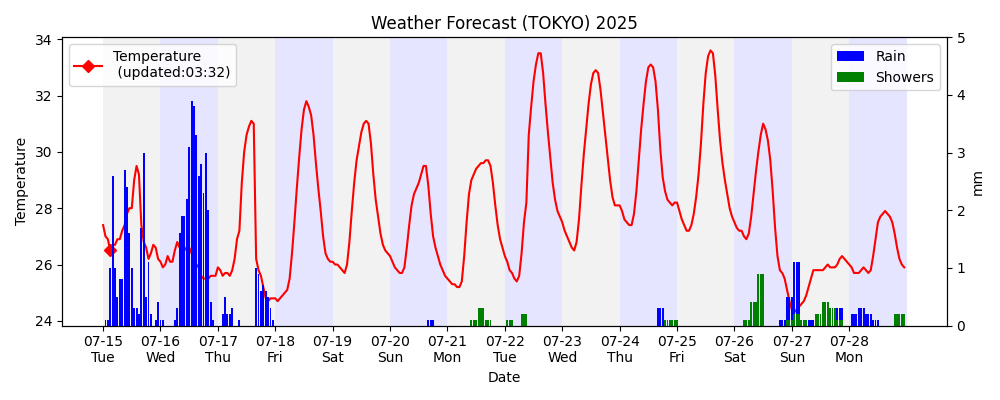 Weather Forecast (TOKYO) 2025
Temperature
(updated:03:32)
Rain
Showers
Temperature
34
32
30
28
26
24
5
4
3
2
1
0
mm
07-15 07-16 07-17 07-18 07-19 07-20 07-21 07-22 07-23 07-24 07-25 07-26 07-27 07-28
Tue Wed Thu Fri Sat Sun Mon Tue Wed Thu Fri Sat Sun Mon
Date